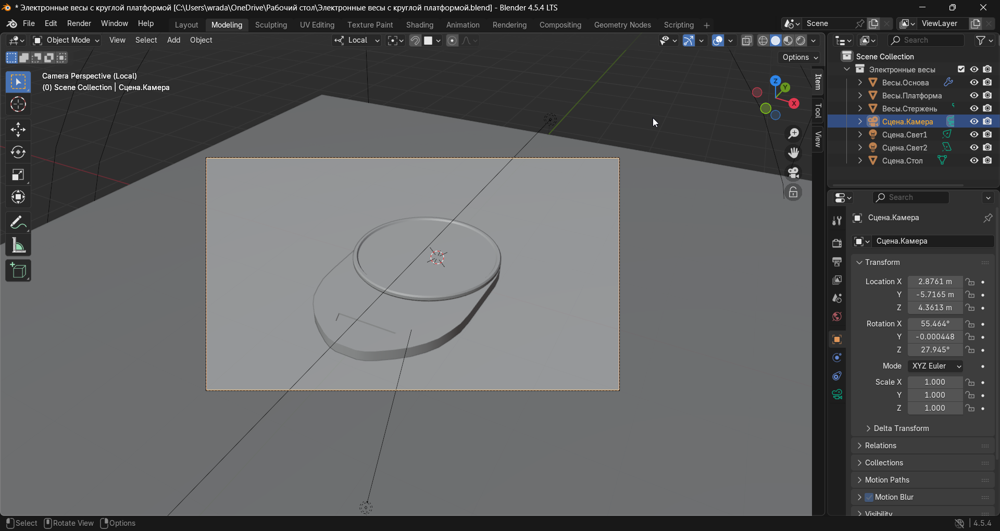 * Электронные весы с круглой платформой [C:\Users\wrada\OneDrive\Рабочий стол\Электронные весы с круглой платформой.blend] - Blender 4.5.4 LTS
File Edit Render Window Help
Layout Modeling Sculpting UV Editing Texture Paint Shading Animation Rendering Compositing Geometry Nodes Scripting +
Scene
ViewLayer
Object Mode View Select Add Object
Local
Options
Camera Perspective (Local)
(0) Scene Collection | Сцена.Камера
Z
Y
X
Item
Tool
View
Search
Scene Collection
Электронные весы
Весы.Основа
Весы.Платформа
Весы.Стержень
Сцена.Камера
Сцена.Свет1
Сцена.Свет2
Сцена.Стол
Search
Сцена.Камера
Сцена.Камера
Transform
Location X 2.8761 m
Y -5.7165 m
Z 4.3613 m
Rotation X 55.464°
Y -0.000448
Z 27.945°
Mode XYZ Euler
Scale X 1.000
Y 1.000
Z 1.000
Delta Transform
Relations
Collections
Motion Paths
Motion Blur
Visibility
Select Rotate View Options
4.5.4